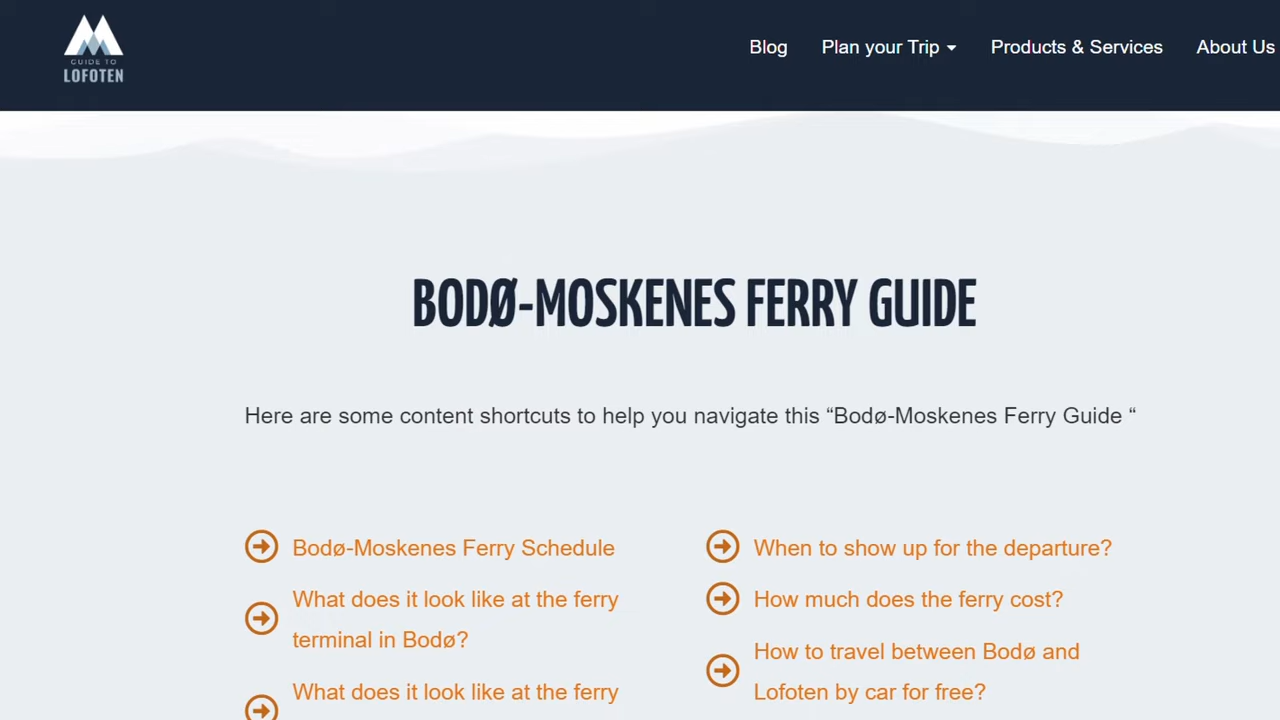 GUIDE TO
LOFOTEN
Blog
Plan your Trip
Products & Services
About Us
BODØ-MOSKENES FERRY GUIDE
Here are some content shortcuts to help you navigate this “Bodø-Moskenes Ferry Guide “
Bodø-Moskenes Ferry Schedule
What does it look like at the ferry
terminal in Bodø?
What does it look like at the ferry
When to show up for the departure?
How much does the ferry cost?
How to travel between Bodø and
Lofoten by car for free?